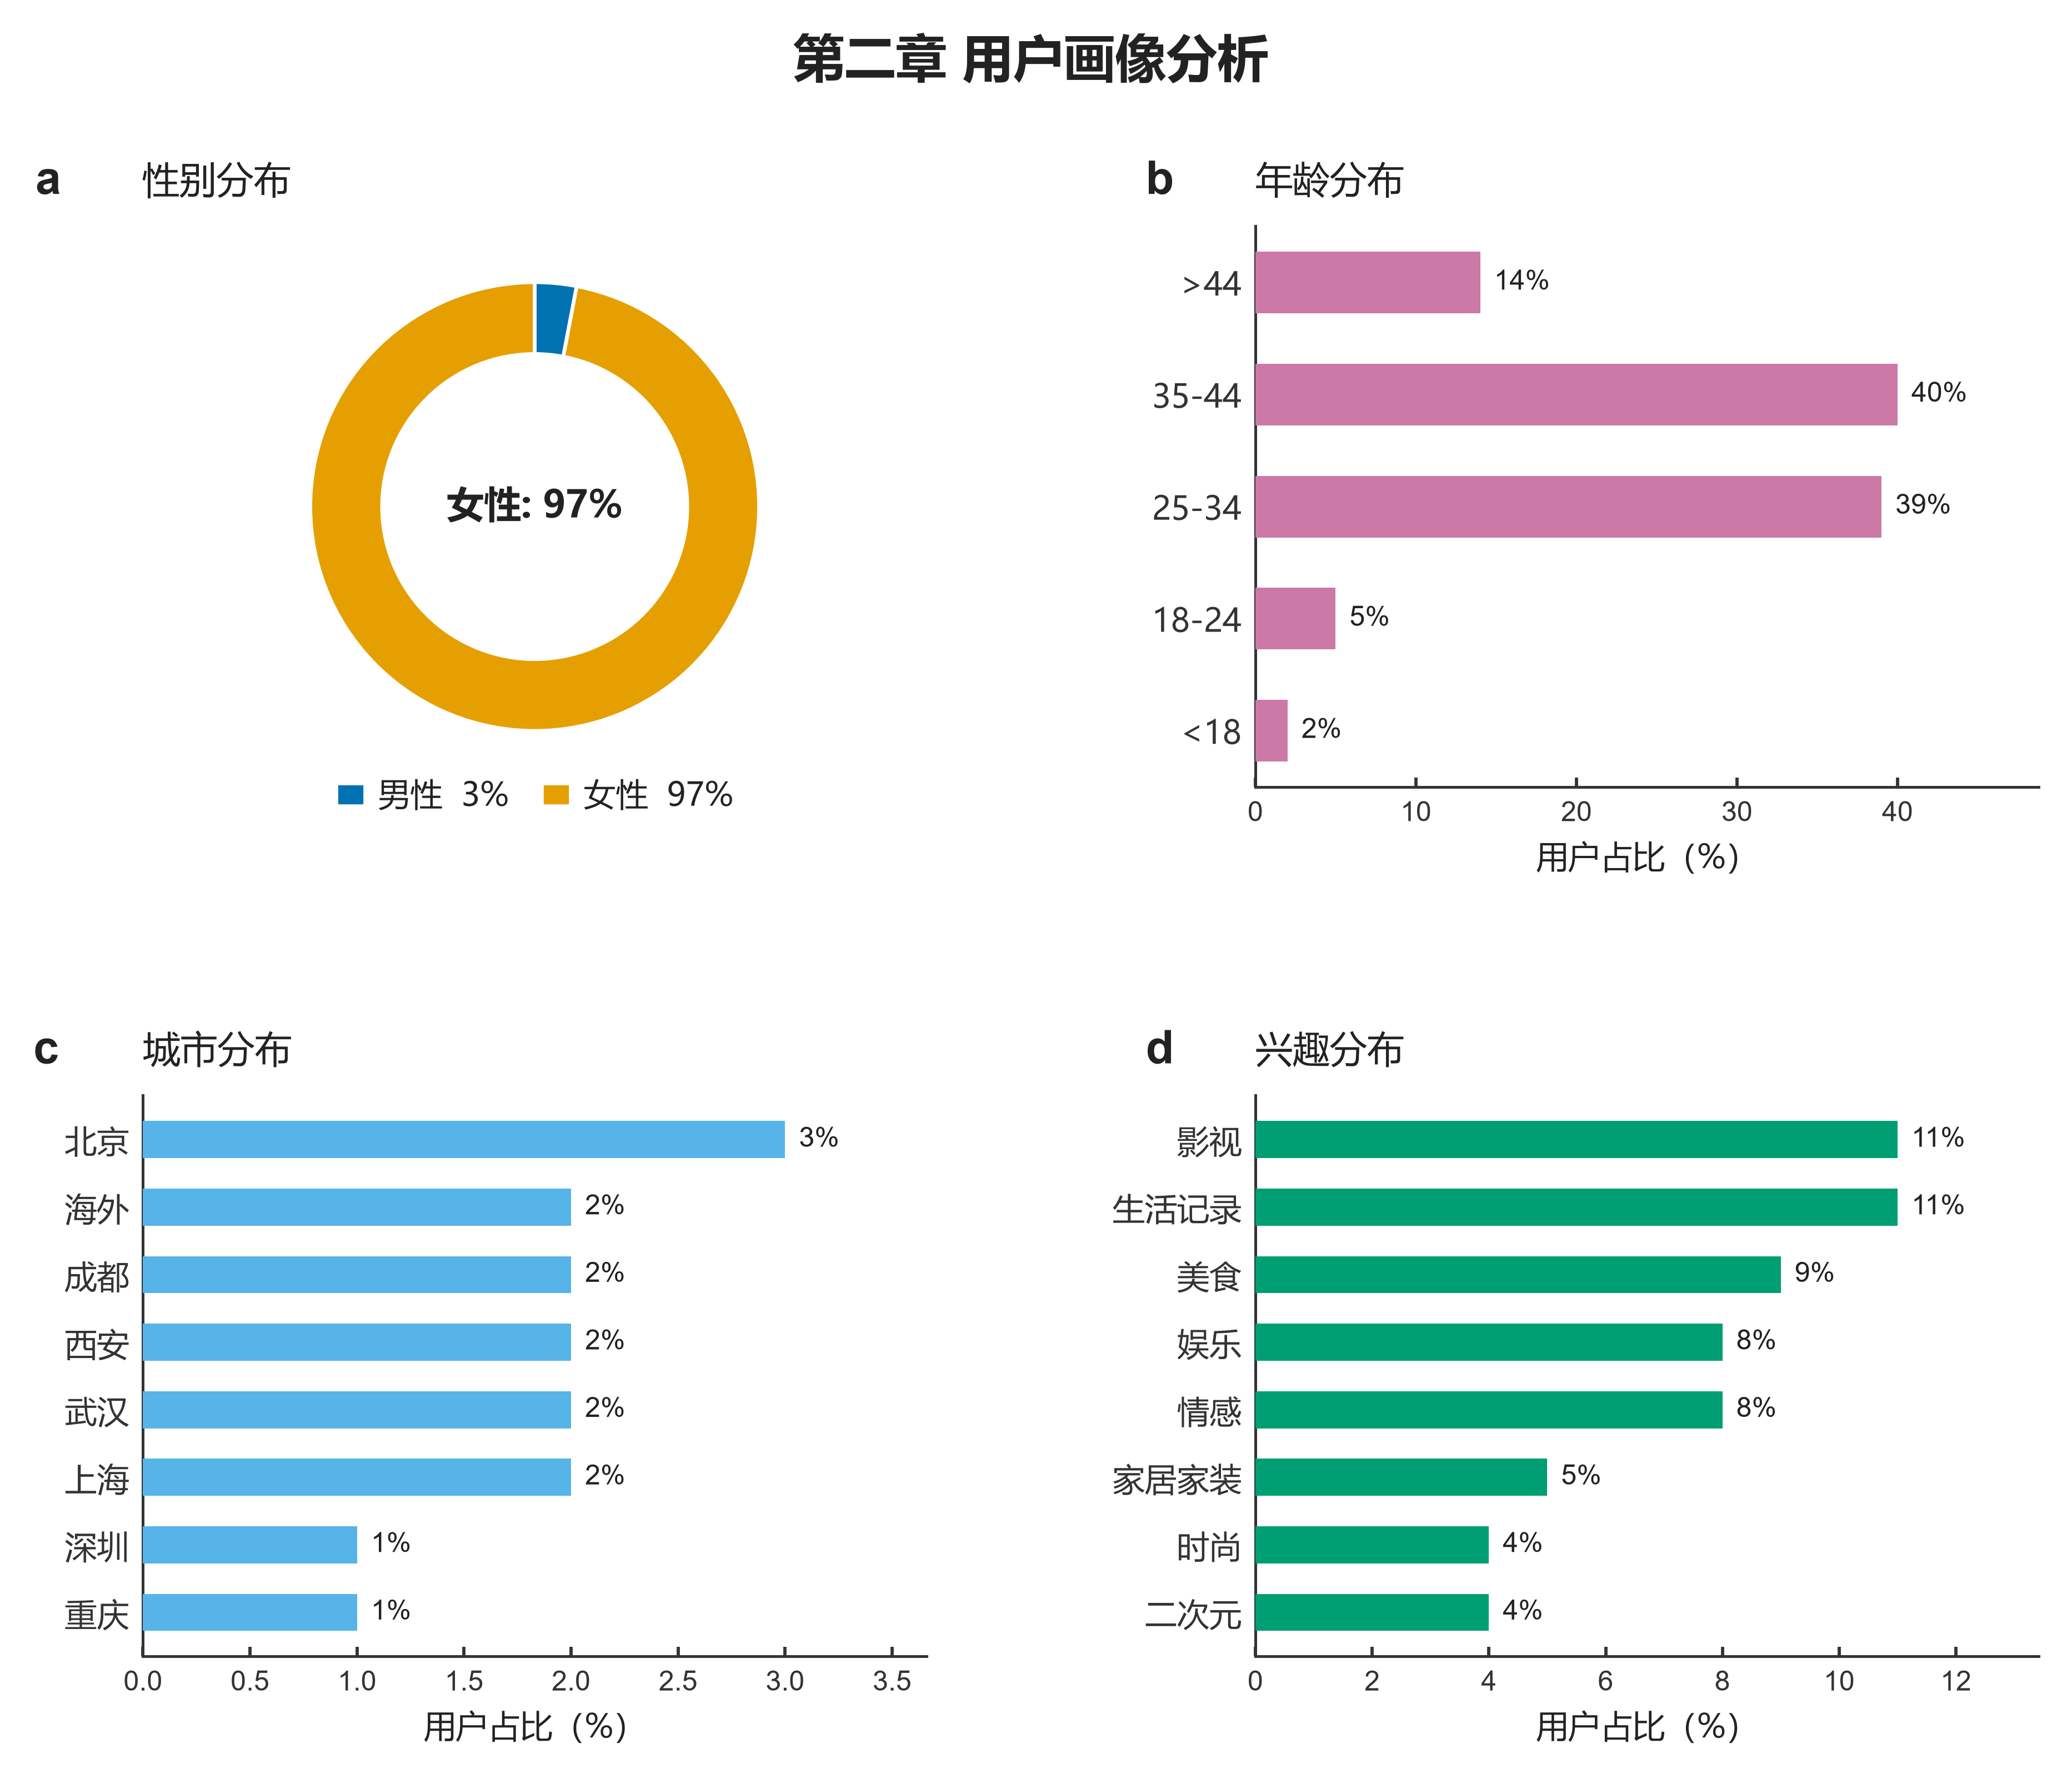 第二章 用户画像分析
a 性别分布
女性: 97%
男性 3% 女性 97%
b 年龄分布
>44 14%
35-44 40%
25-34 39%
18-24 5%
<18 2%
0 10 20 30 40
用户占比（%）
c 城市分布
北京 3%
海外 2%
成都 2%
西安 2%
武汉 2%
上海 2%
深圳 1%
重庆 1%
0.0 0.5 1.0 1.5 2.0 2.5 3.0 3.5
用户占比（%）
d 兴趣分布
影视 11%
生活记录 11%
美食 9%
娱乐 8%
情感 8%
家居家装 5%
时尚 4%
二次元 4%
0 2 4 6 8 10 12
用户占比（%）